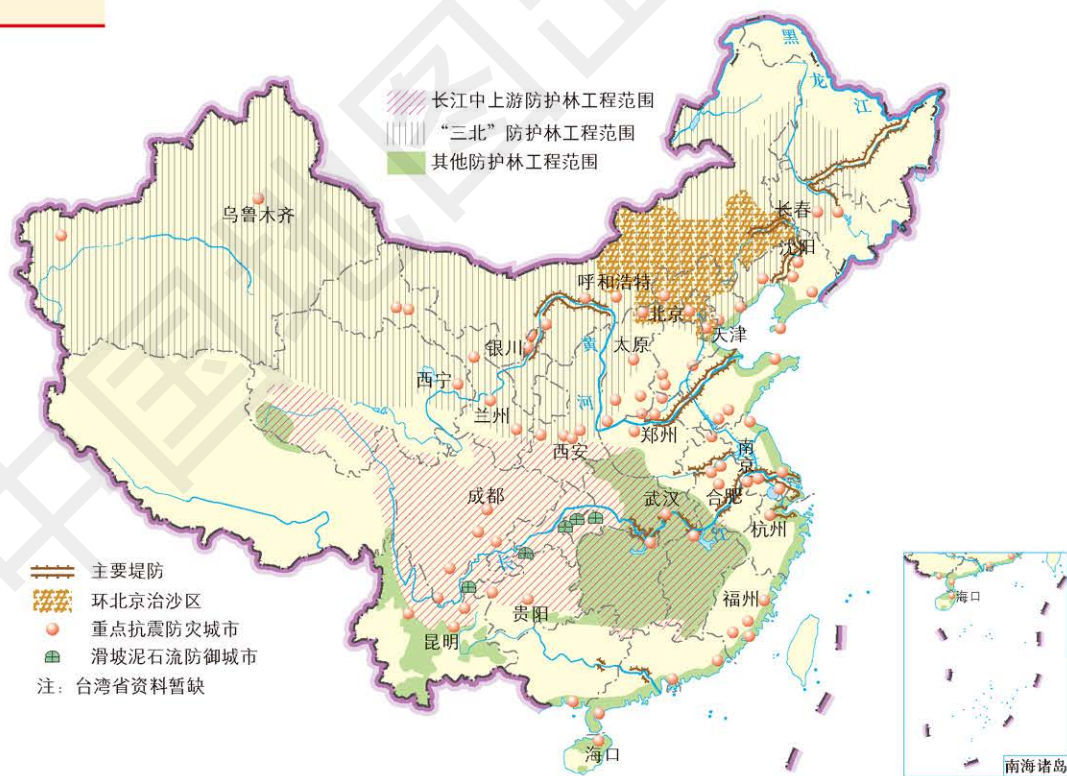 黑
龙
江
长江中上游防护林工程范围
“三北”防护林工程范围
其他防护林工程范围
乌鲁木齐
长春
沈阳
呼和浩特
北京
天津
银川
黄
河
太原
西宁
兰州
西安
郑州
南京
成都
武汉
合肥
杭州
长
江
贵阳
福州
昆明
海口
主要堤防
环北京治沙区
重点抗震防灾城市
滑坡泥石流防御城市
注：台湾省资料暂缺
海口
南海诸岛